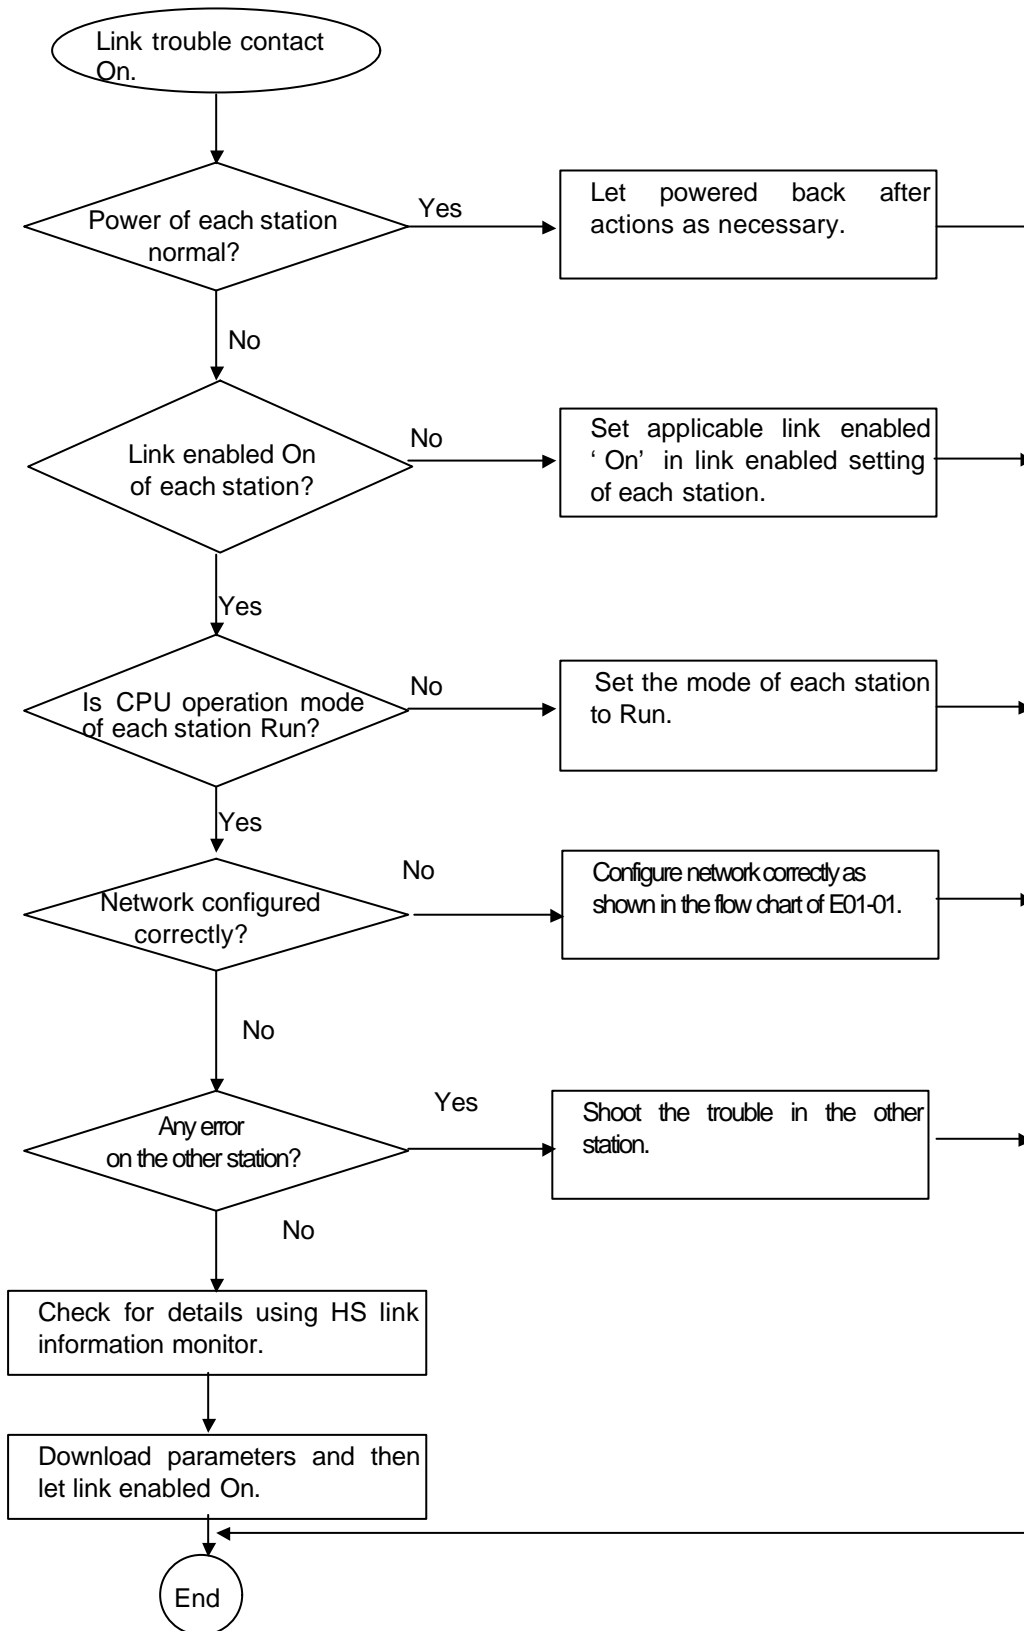 Link trouble contact
On.
Power of each station
normal?
Yes
Let powered back after
actions as necessary.
No
Link enabled On
of each station?
No
Set applicable link enabled
‘ On’ in link enabled setting
of each station.
Yes
Is CPU operation mode
of each station Run?
No
Set the mode of each station
to Run.
Yes
Network configured
correctly?
No
Configure network correctly as
shown in the flow chart of E01-01.
No
Any error
on the other station?
Yes
Shoot the trouble in the other
station.
No
Check for details using HS link
information monitor.
Download parameters and then
let link enabled On.
End